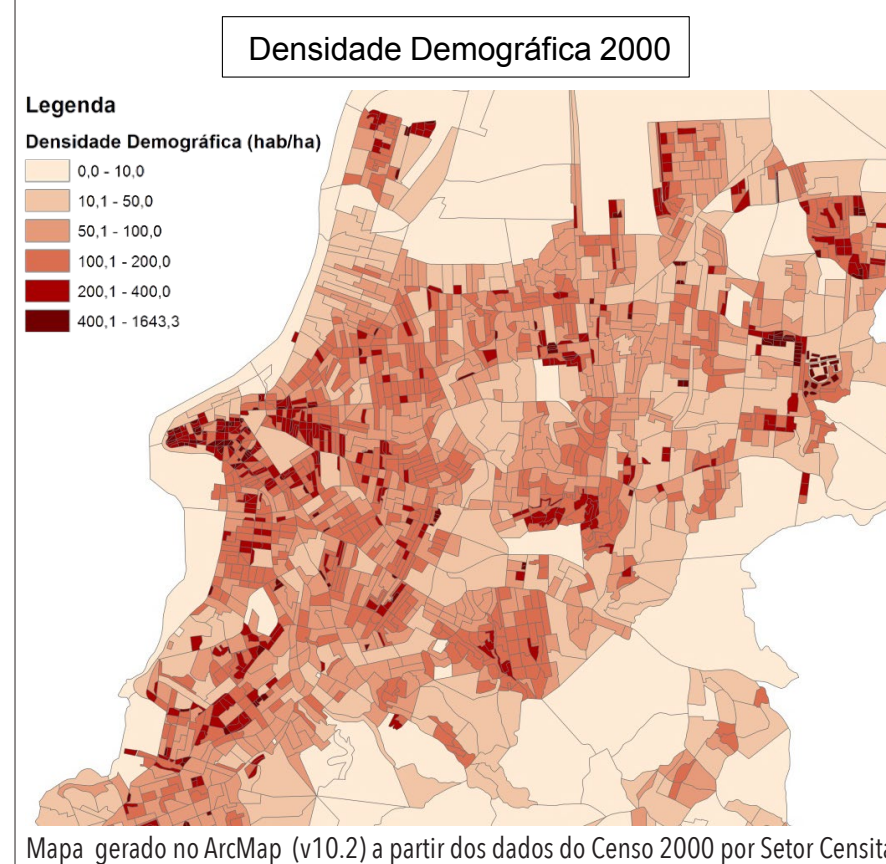 Densidade Demográfica 2000
Legenda
Densidade Demográfica (hab/ha)
0,0 - 10,0
10,1 - 50,0
50,1 - 100,0
100,1 - 200,0
200,1 - 400,0
400,1 - 1643,3
Mapa gerado no ArcMap (v10.2) a partir dos dados do Censo 2000 por Setor